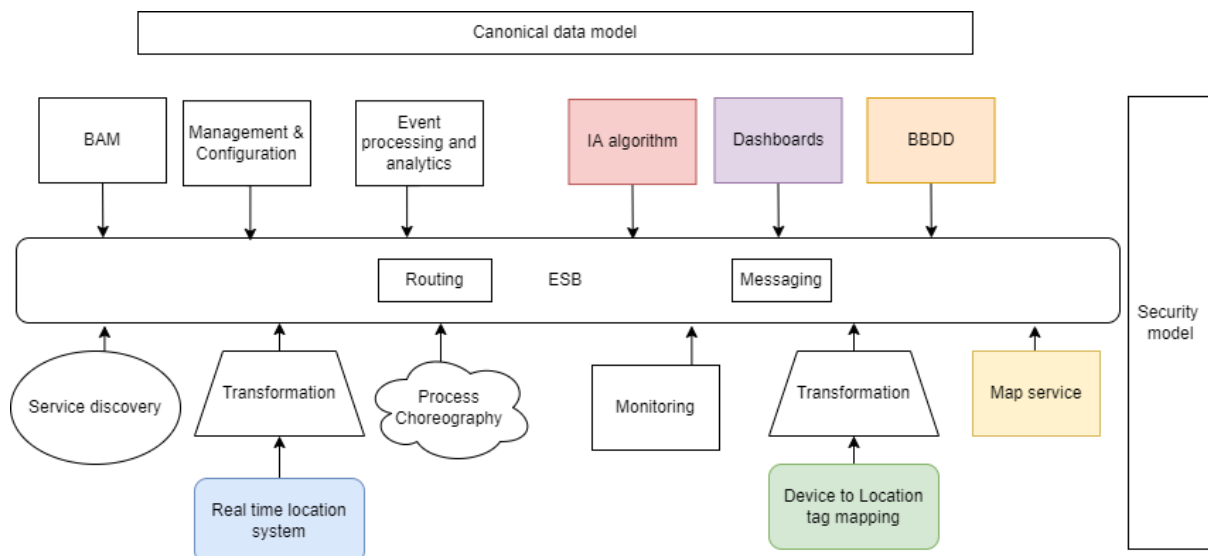 Canonical data model
BAM
Management &
Configuration
Event
processing and
analytics
IA algorithm
Dashboards
BBDD
Routing
ESB
Messaging
Security
model
Service discovery
Transformation
Process
Choreography
Monitoring
Transformation
Map service
Real time location
system
Device to Location
tag mapping